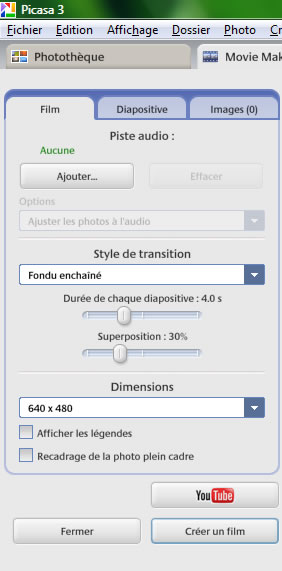 Picasa 3
Fichier Edition Affichage Dossier Photo
Photothèque Movie Mak
Film Diapositive Images (0)
Piste audio :
Aucune
Ajouter... Effacer
Options
Ajuster les photos à l'audio
Style de transition
Fondu enchaîné
Durée de chaque diapositive : 4.0 s
Superposition : 30%
Dimensions
640 x 480
Afficher les légendes
Recadrage de la photo plein cadre
YouTube
Fermer Créer un film